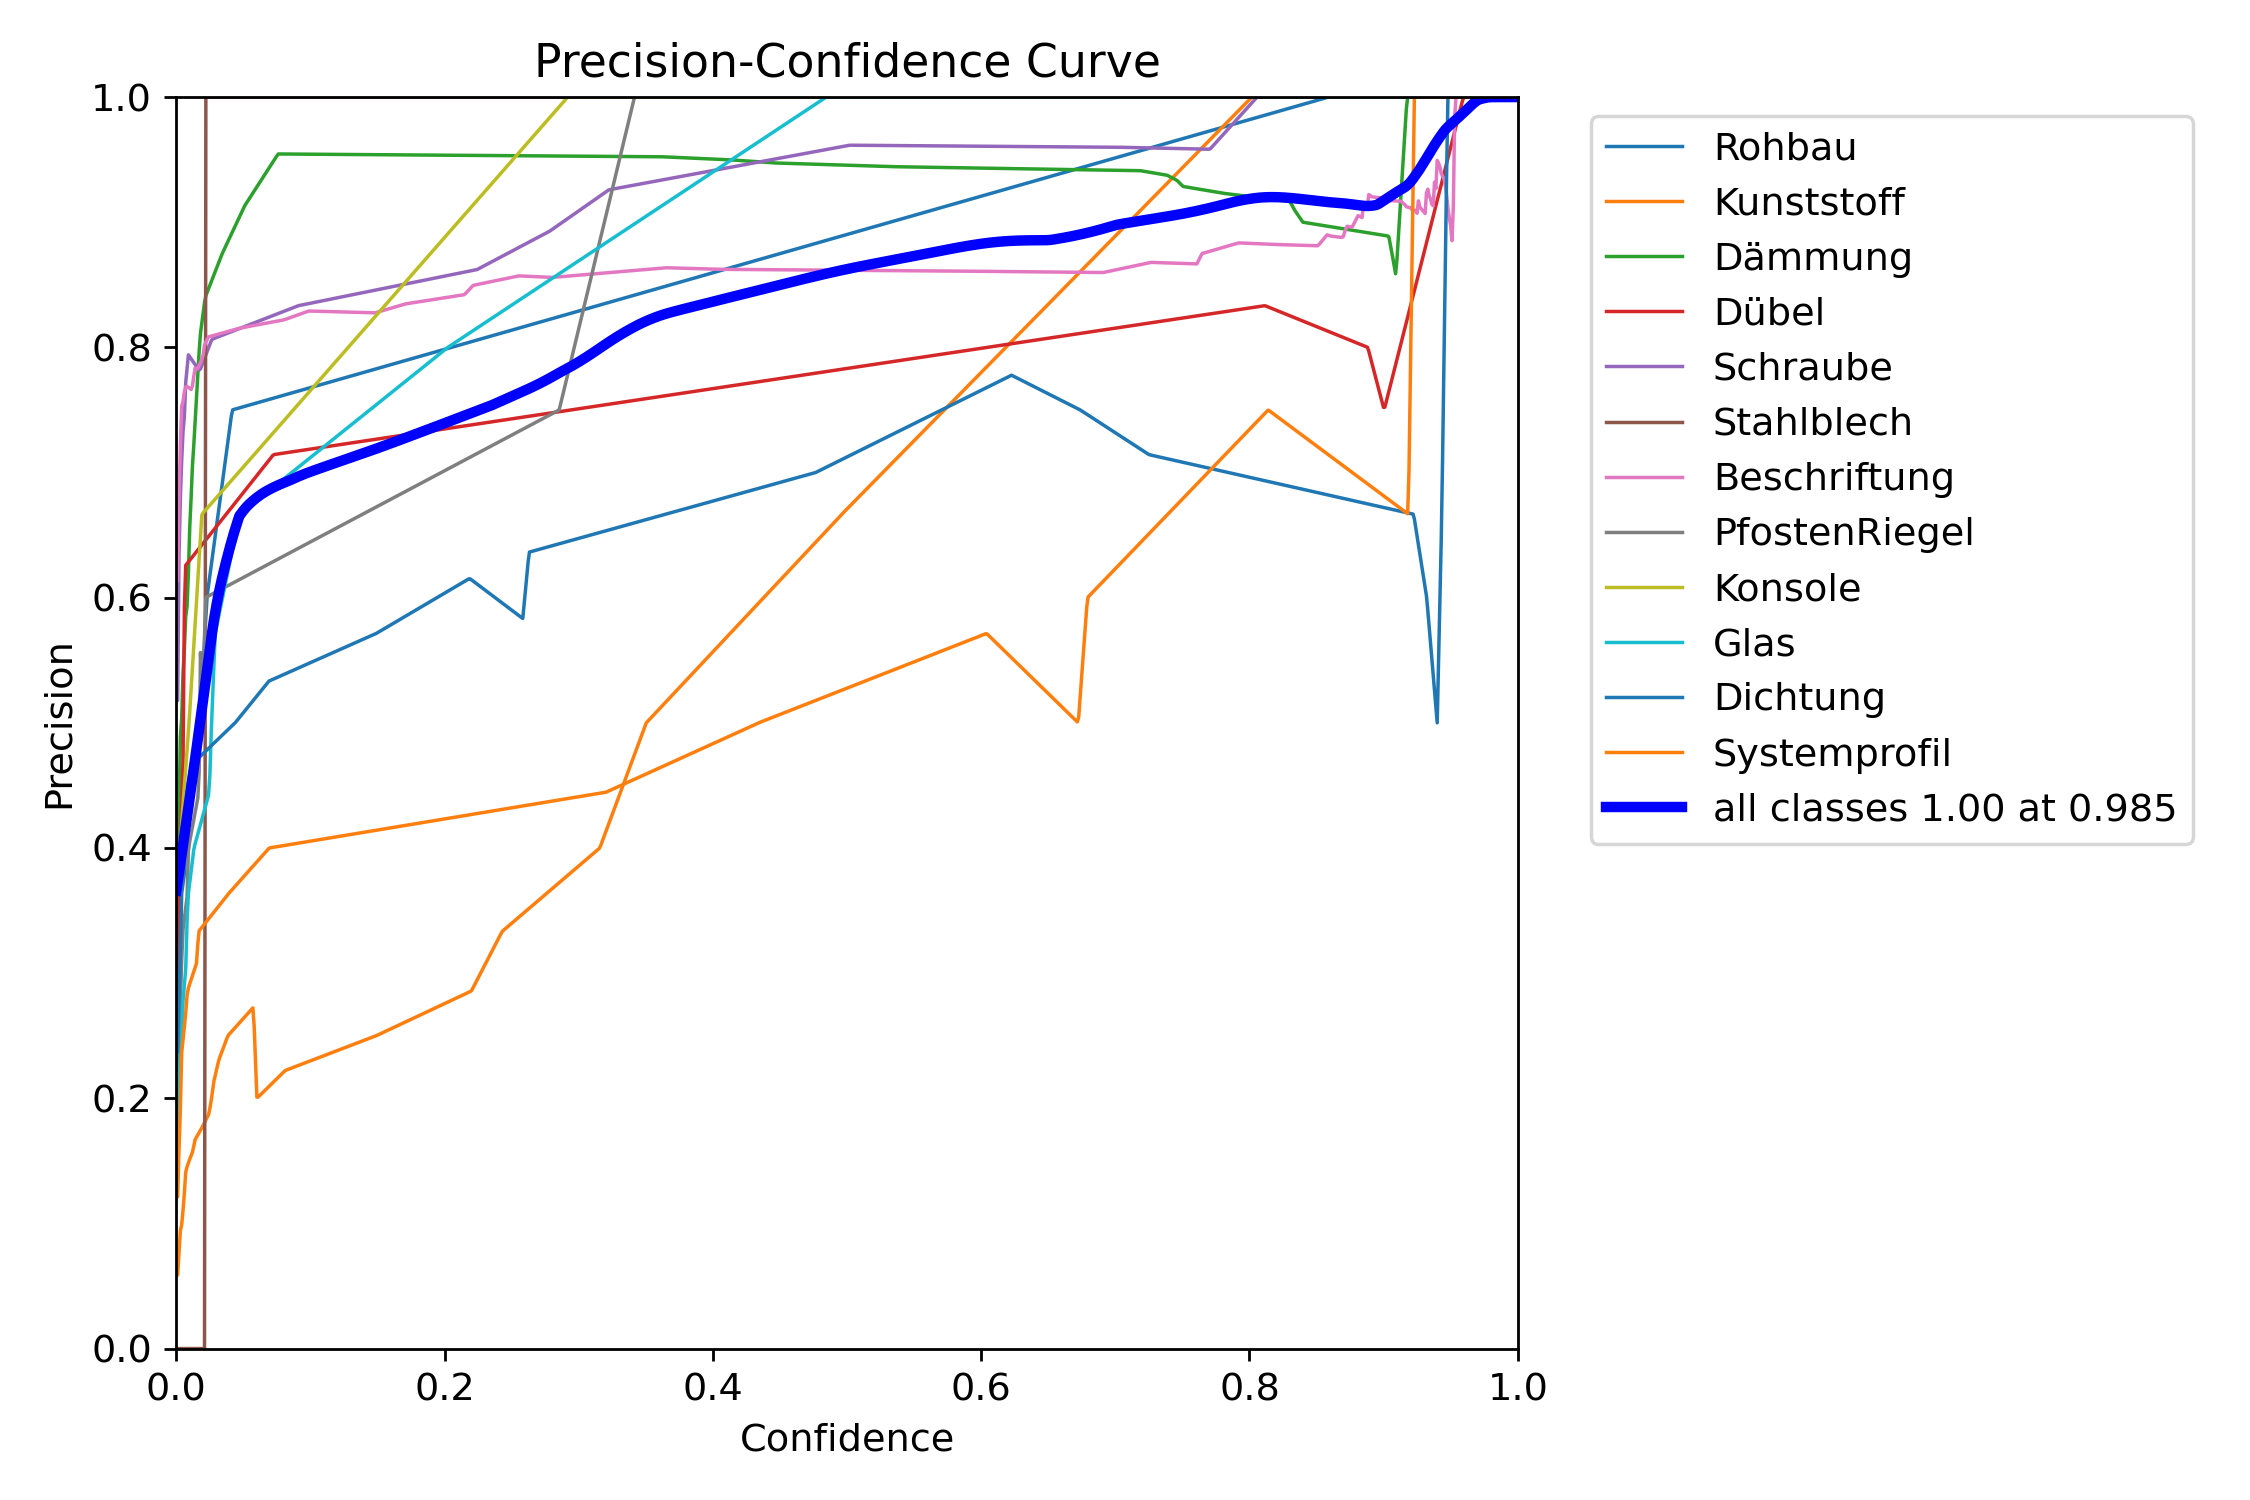 Precision-Confidence Curve
1.0
0.8
0.6
0.4
0.2
0.0
Precision
0.0 0.2 0.4 0.6 0.8 1.0
Confidence
Rohbau
Kunststoff
Dämmung
Dübel
Schraube
Stahlblech
Beschriftung
PfostenRiegel
Konsole
Glas
Dichtung
Systemprofil
all classes 1.00 at 0.985